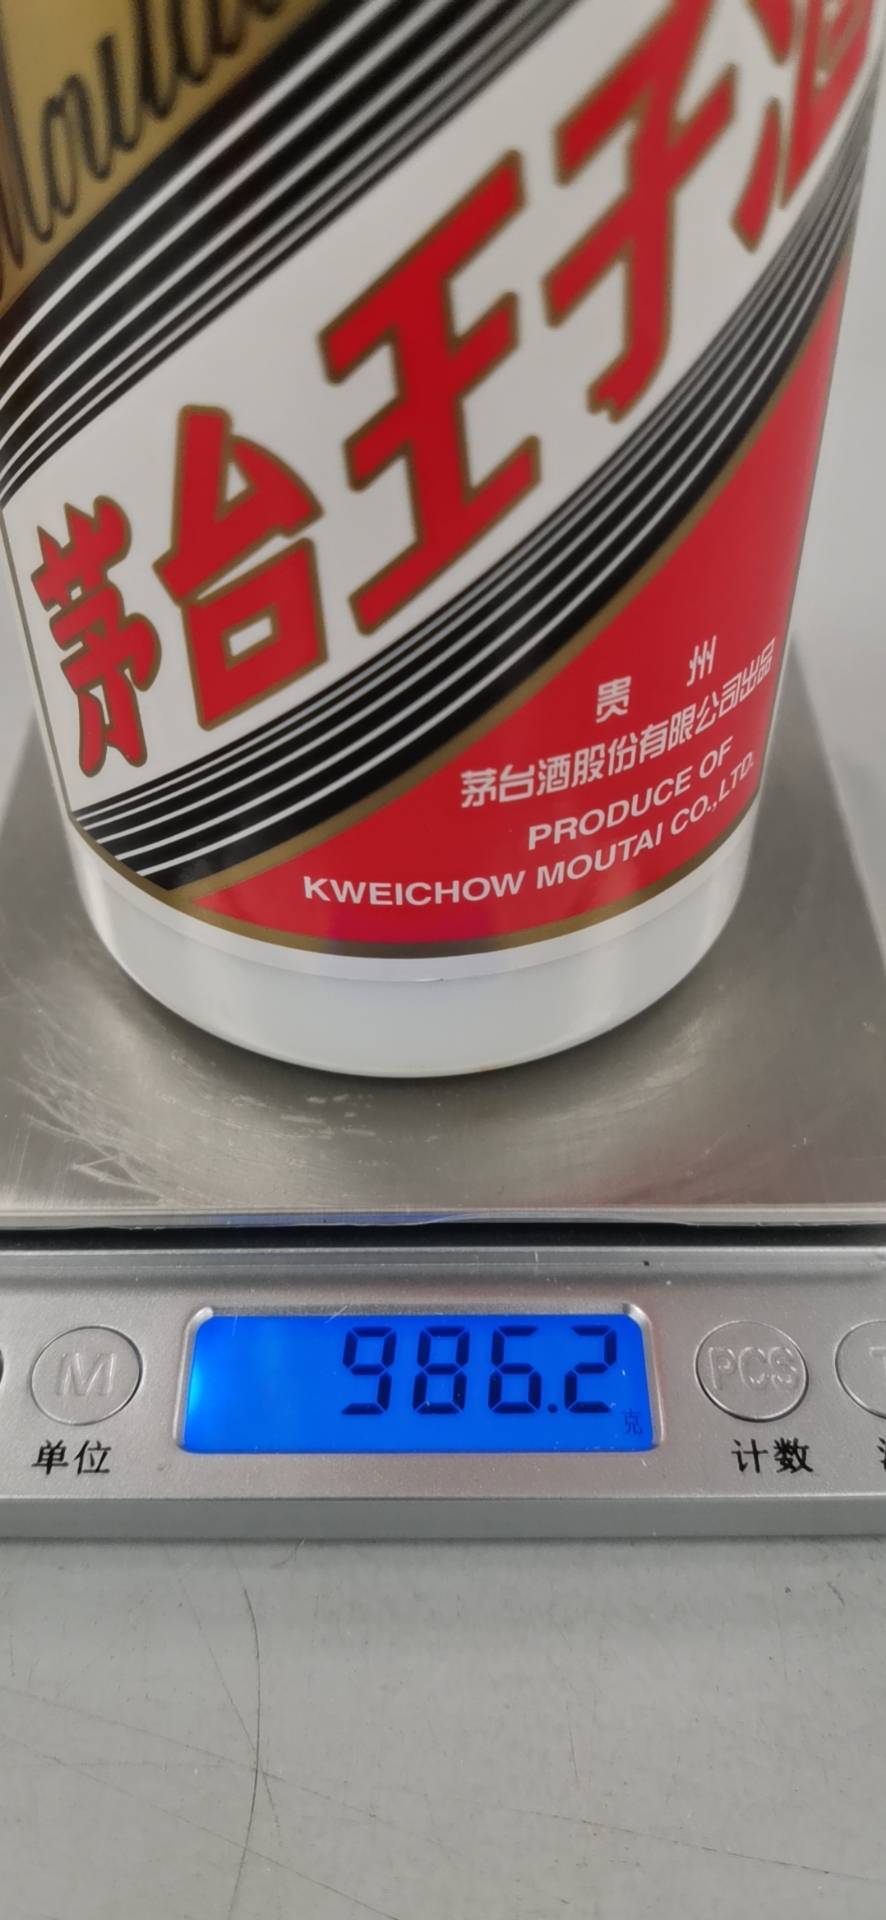 Moutai
茅台王子酒
贵州
茅台酒股份有限公司出品
PRODUCE OF
KWEICHOW MOUTAI CO.,LTD.
986.2
克
M
PCS
单位
计数